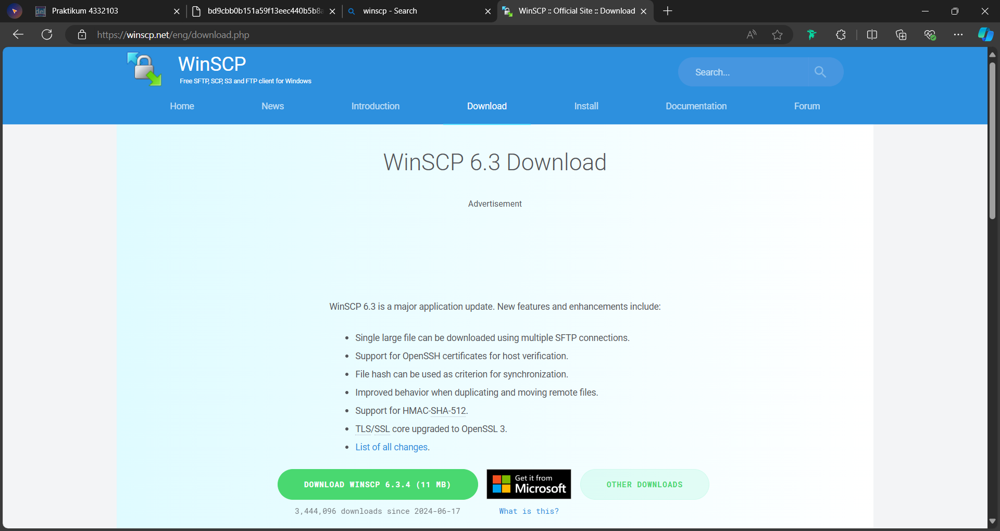 Praktikum 4332103
bd9cbb0b151a59f13eec440b5b8a
winscp - Search
WinSCP :: Official Site :: Download
https://winscp.net/eng/download.php
WinSCP
Free SFTP, SCP, S3 and FTP client for Windows
Search...
Home
News
Introduction
Download
Install
Documentation
Forum
WinSCP 6.3 Download
Advertisement
WinSCP 6.3 is a major application update. New features and enhancements include:
Single large file can be downloaded using multiple SFTP connections.
Support for OpenSSH certificates for host verification.
File hash can be used as criterion for synchronization.
Improved behavior when duplicating and moving remote files.
Support for HMAC-SHA-512.
TLS/SSL core upgraded to OpenSSL 3.
List of all changes.
DOWNLOAD WINSCP 6.3.4 (11 MB)
Get it from
Microsoft
OTHER DOWNLOADS
3,444,096 downloads since 2024-06-17
What is this?